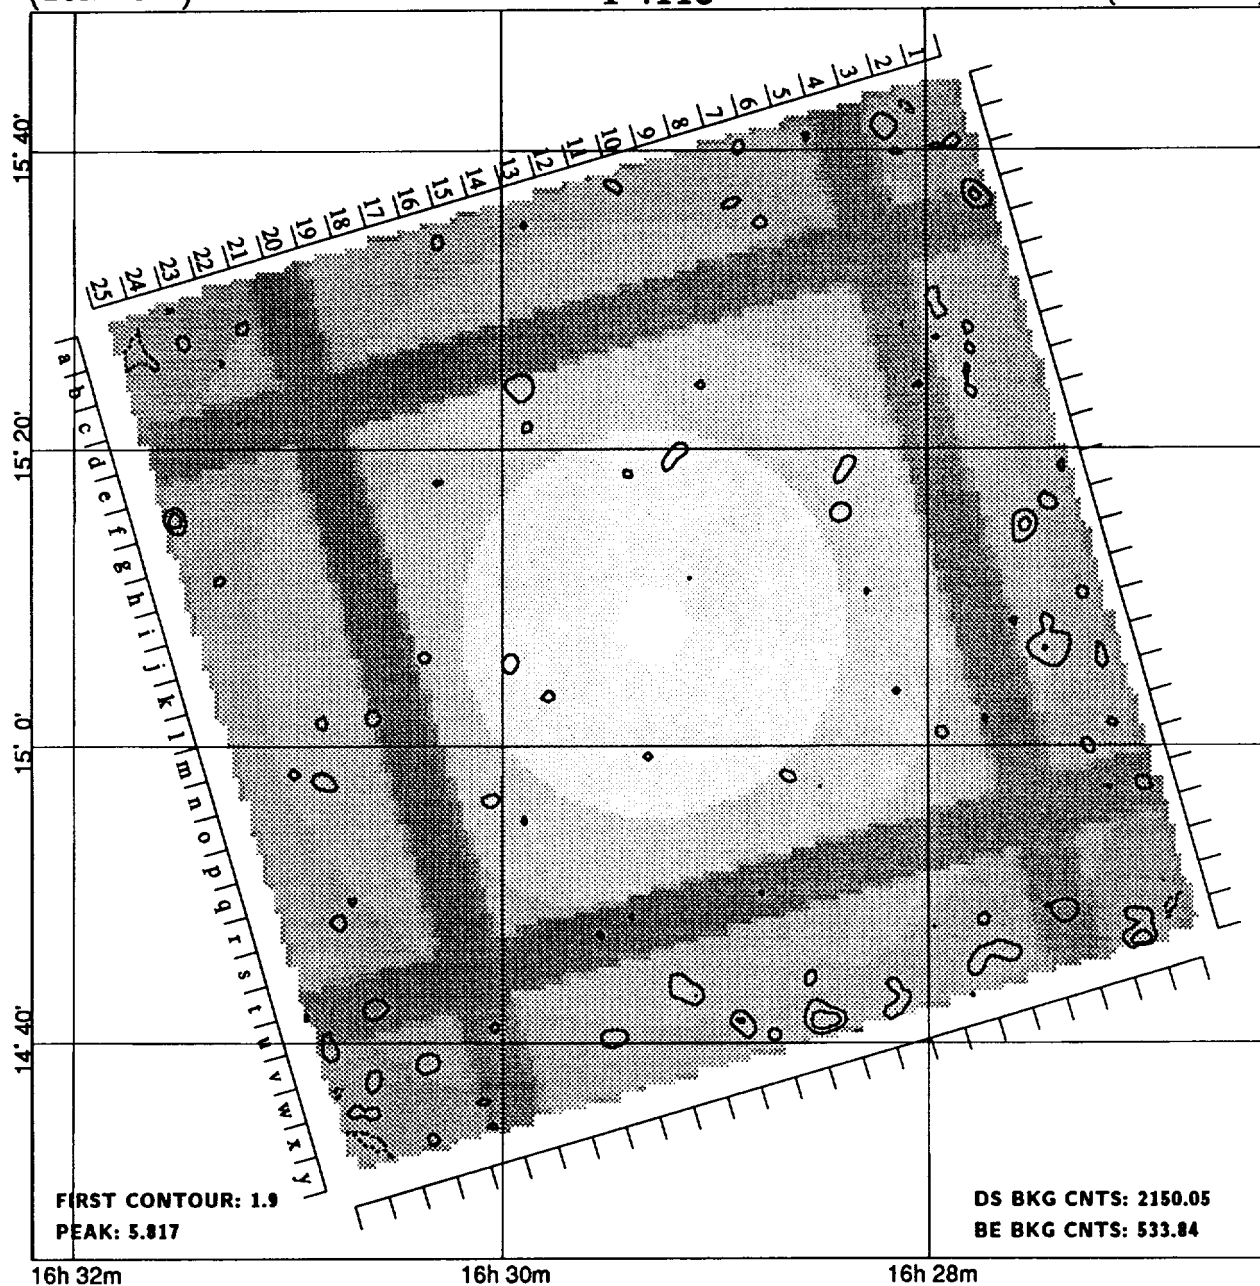 1 2 3 4 5 6 7 8 9 10 11 12 13 14 15 16 17 18 19 20 21 22 23 24 25
a b c d e f g h i j k l m n o p q r s t u v w x y
15° 40'
15° 20'
15° 0'
14° 40'
FIRST CONTOUR: 1.9
PEAK: 5.817
DS BKG CNTS: 2150.05
BE BKG CNTS: 533.84
16h 32m 16h 30m 16h 28m